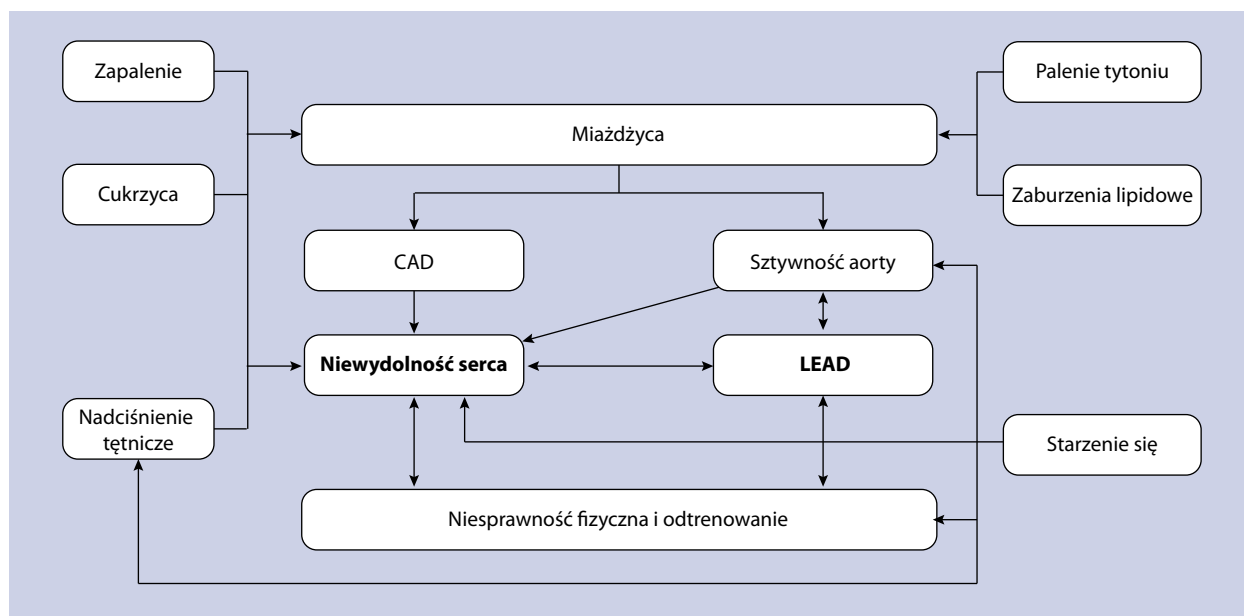 Zapalenie
Palenie tytoniu
Miażdżyca
Cukrzyca
Zaburzenia lipidowe
CAD
Sztywność aorty
Niewydolność serca
LEAD
Nadciśnienie
tętnicze
Starzenie się
Niesprawność fizyczna i odtrenowanie